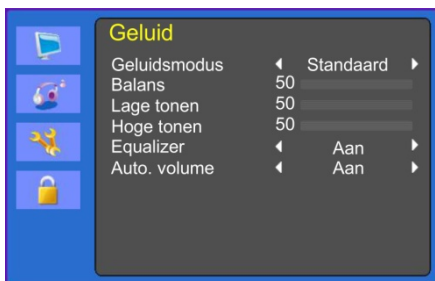 Geluid
Geluidsmodus Standaard
Balans 50
Lage tonen 50
Hoge tonen 50
Equalizer Aan
Auto. volume Aan